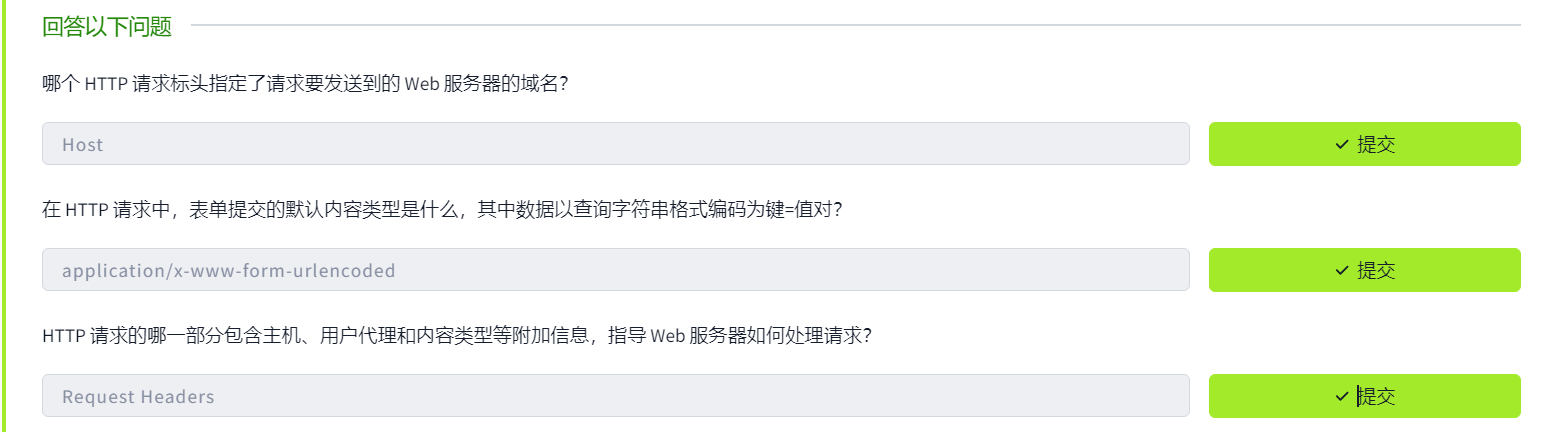 回答以下问题
哪个 HTTP 请求标头指定了请求要发送到的 Web 服务器的域名？
Host
提交
在 HTTP 请求中，表单提交的默认内容类型是什么，其中数据以查询字符串格式编码为键=值对？
application/x-www-form-urlencoded
提交
HTTP 请求的哪一部分包含主机、用户代理和内容类型等附加信息，指导 Web 服务器如何处理请求？
Request Headers
提交